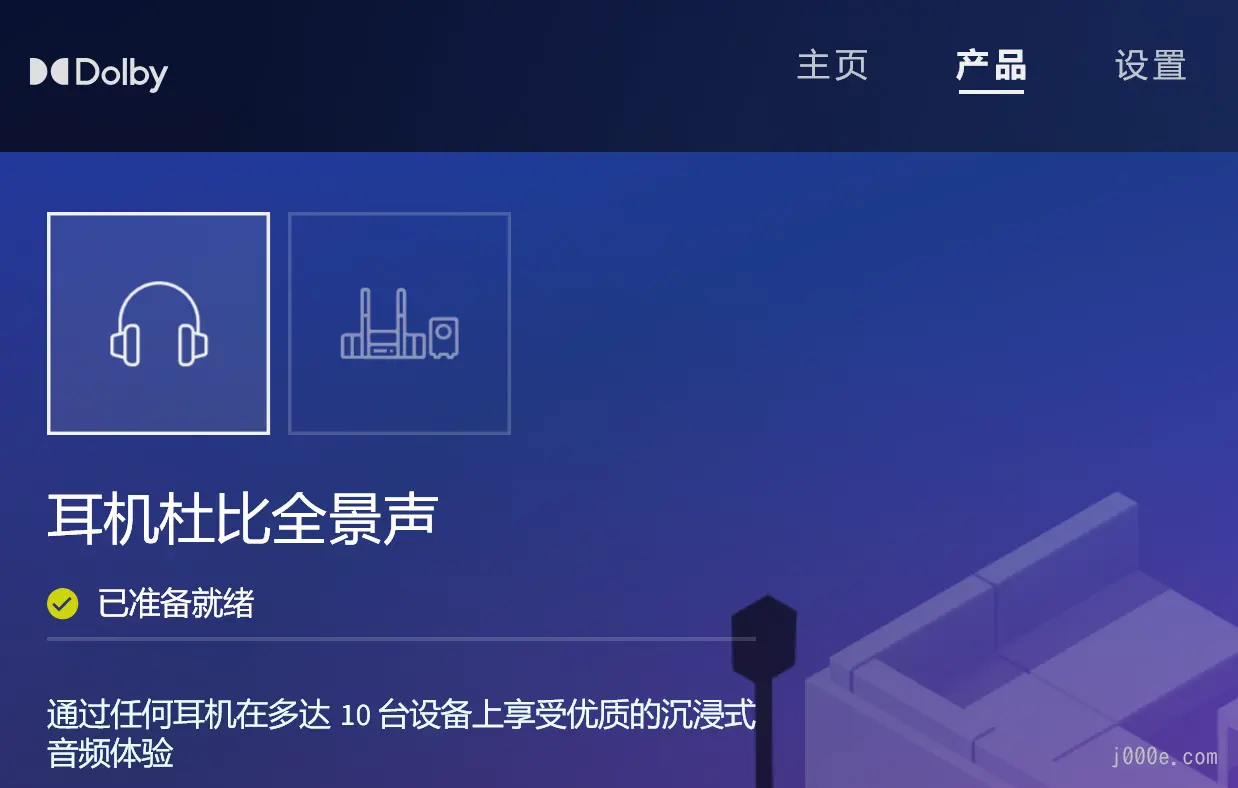 Dolby
主页 产品 设置
耳机杜比全景声
已准备就绪
通过任何耳机在多达 10 台设备上享受优质的沉浸式
音频体验
j000e.com